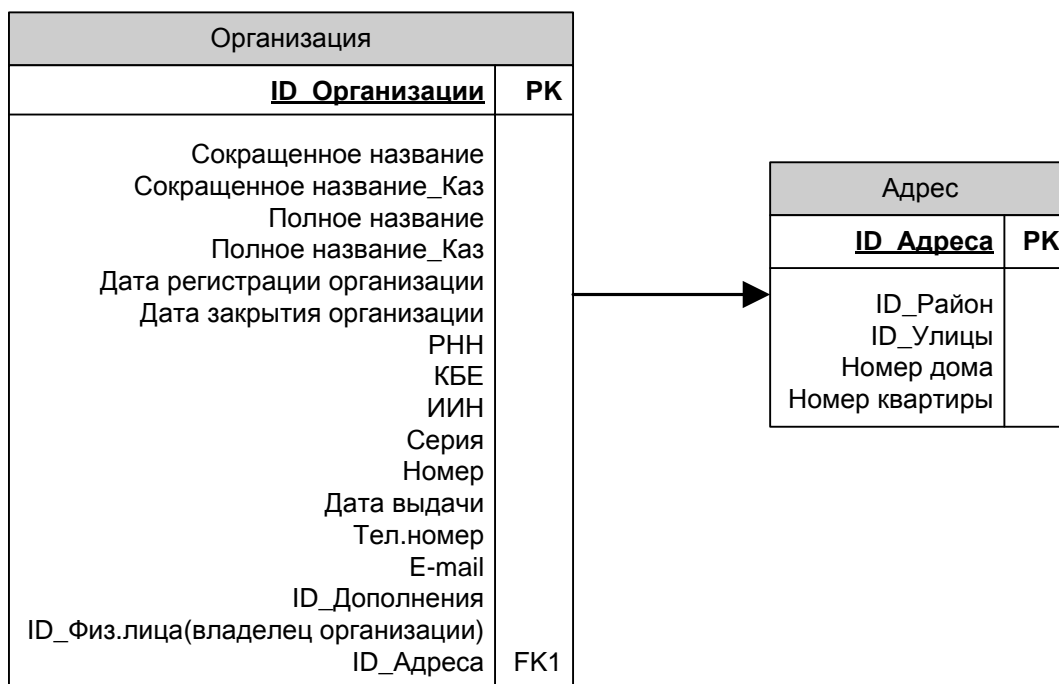 Организация
ID_Организации PK
Сокращенное название
Сокращенное название_Каз
Полное название
Полное название_Каз
Дата регистрации организации
Дата закрытия организации
РНН
КБЕ
ИИН
Серия
Номер
Дата выдачи
Тел.номер
E-mail
ID_Дополнения
ID_Физ.лица(владелец организации)
ID_Адреса FK1
Адрес
ID_Адреса PK
ID_Район
ID_Улицы
Номер дома
Номер квартиры